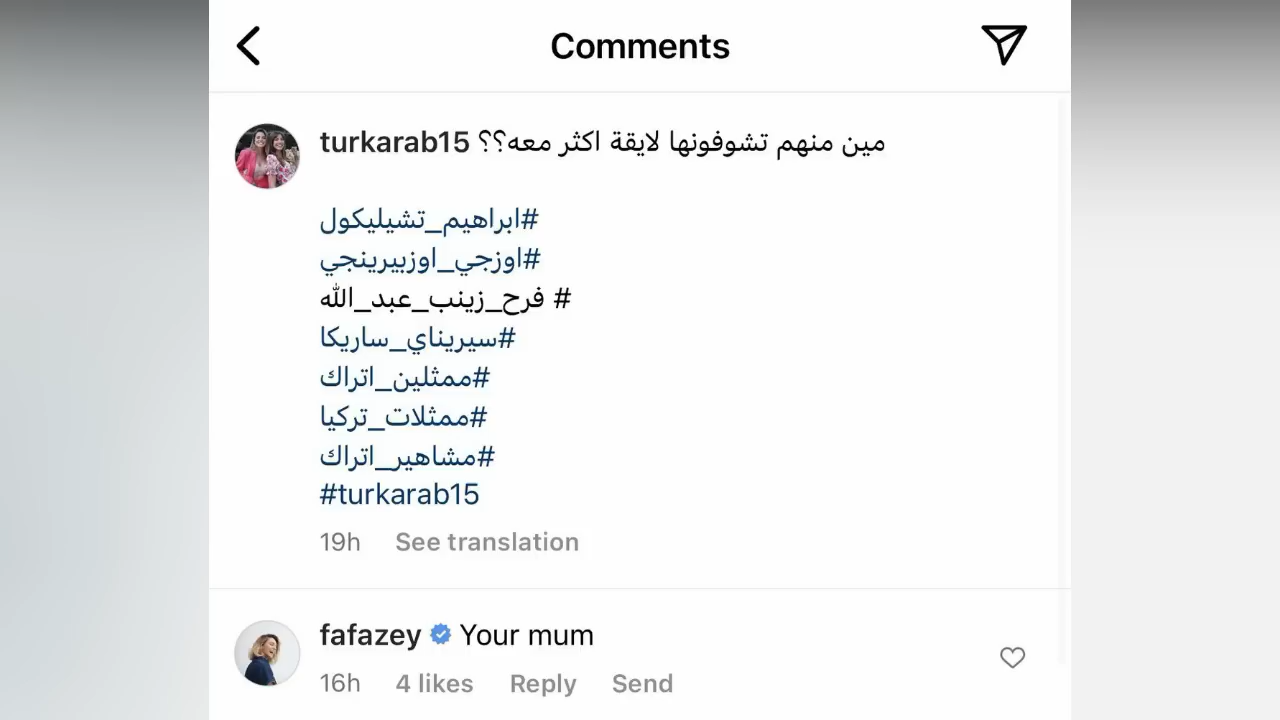 Comments
turkarab15 مين منهم تشوفونها لايقة اكثر معه؟؟
#ابراهيم_تشيليكول
#اوزجي_اوزبيرينجي
# فرح_زينب_عبد_الله
#سيريناي_ساريكا
#ممثلين_اتراك
#ممثلات_تركيا
#مشاهير_اتراك
#turkarab15
19h See translation
fafazey Your mum
16h 4 likes Reply Send